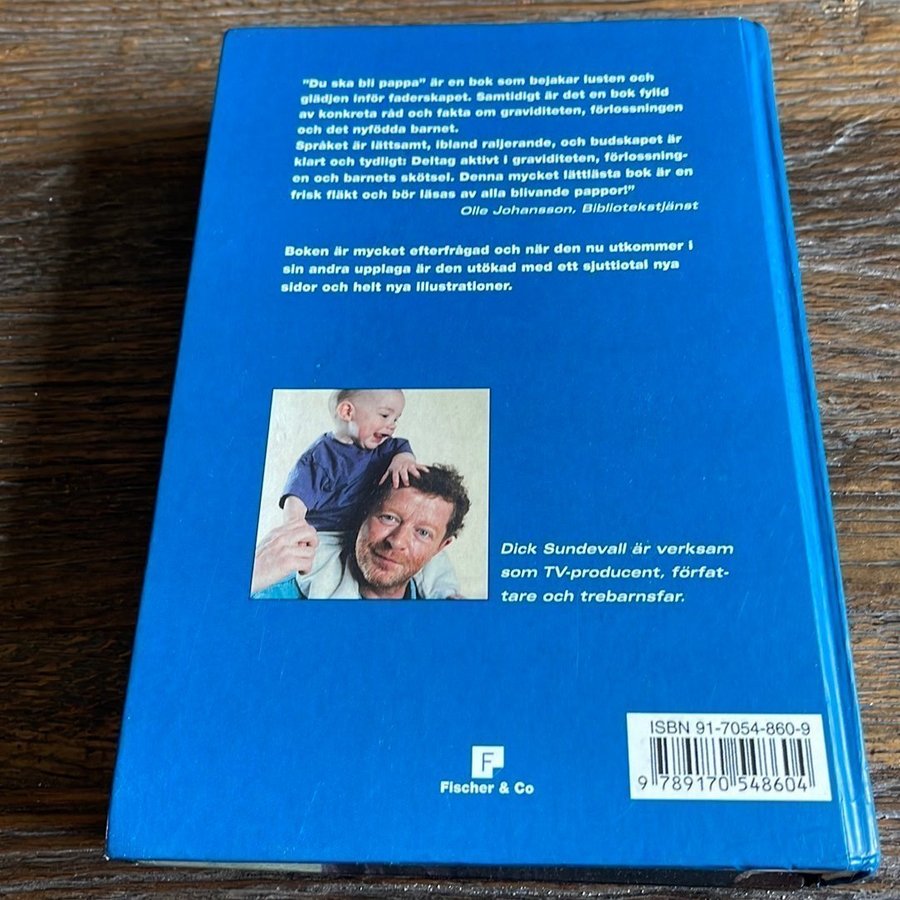 "Du ska bli pappa" är en bok som bejakar lusten och
glädjen inför faderskapet. Samtidigt är det en bok fylld
av konkreta råd och fakta om graviditeten, förlossningen
och det nyfödda barnet.
Språket är lättsamt, ibland raljerande, och budskapet är
klart och tydligt: Deltag aktivt i graviditeten, förlossning-
en och barnets skötsel. Denna mycket lättlästa bok är en
frisk fläkt och bör läsas av alla blivande pappor!"
Olle Johansson, Bibliotekstjänst
Boken är mycket efterfrågad och när den nu utkommer i
sin andra upplaga är den utökad med ett sjuttiotal nya
sidor och helt nya illustrationer.
Dick Sundevall är verksam
som TV-producent, förfat-
tare och trebarnsfar.
ISBN 91-7054-860-9
9 789170 548604
F
Fischer & Co